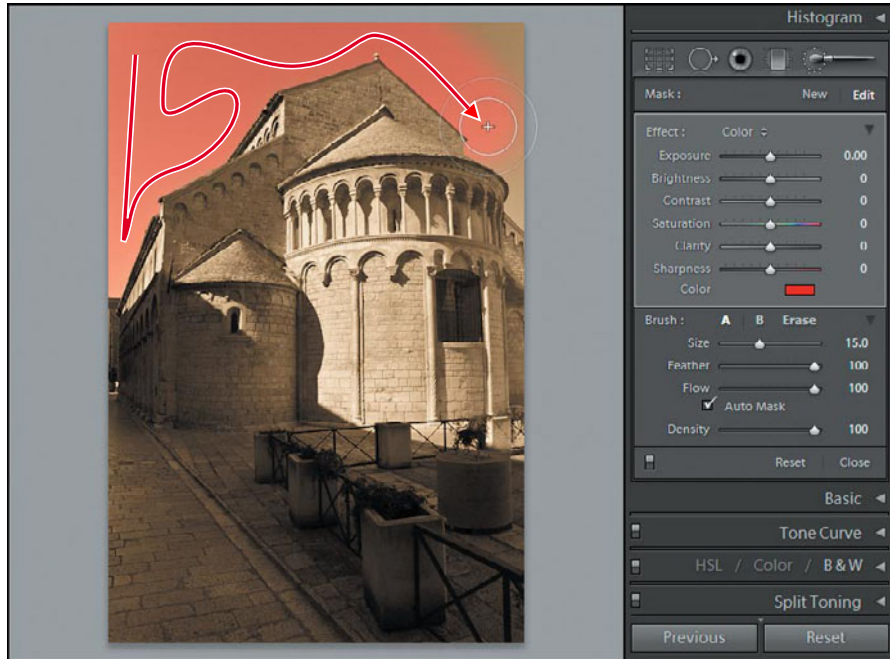 Histogram
Mask : New Edit
Effect : Color
Exposure 0.00
Brightness 0
Contrast 0
Saturation 0
Clarity 0
Sharpness 0
Color
Brush : A B Erase
Size 15.0
Feather 100
Flow 100
Auto Mask
Density 100
Reset Close
Basic
Tone Curve
HSL / Color / B & W
Split Toning
Previous Reset